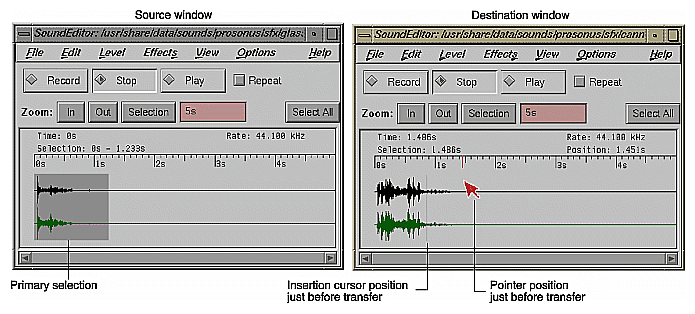 Source window
SoundEditor: /usr/share/data/sounds/prosonus/sfx/glas
File Edit Level Effects View Options Help
Record Stop Play Repeat
Zoom: In Out Selection 5s Select All
Time: 0s Rate: 44.100 kHz
Selection: 0s - 1.233s
0s 1s 2s 3s 4s
Primary selection
Destination window
SoundEditor: /usr/share/data/sounds/prosonus/sfx/cann
File Edit Level Effects View Options Help
Record Stop Play Repeat
Zoom: In Out Selection 5s Select All
Time: 1.486s Rate: 44.100 kHz
Selection: 1.486s Position: 1.451s
0s 1s 2s 3s 4s
Insertion cursor position
just before transfer
Pointer position
just before transfer